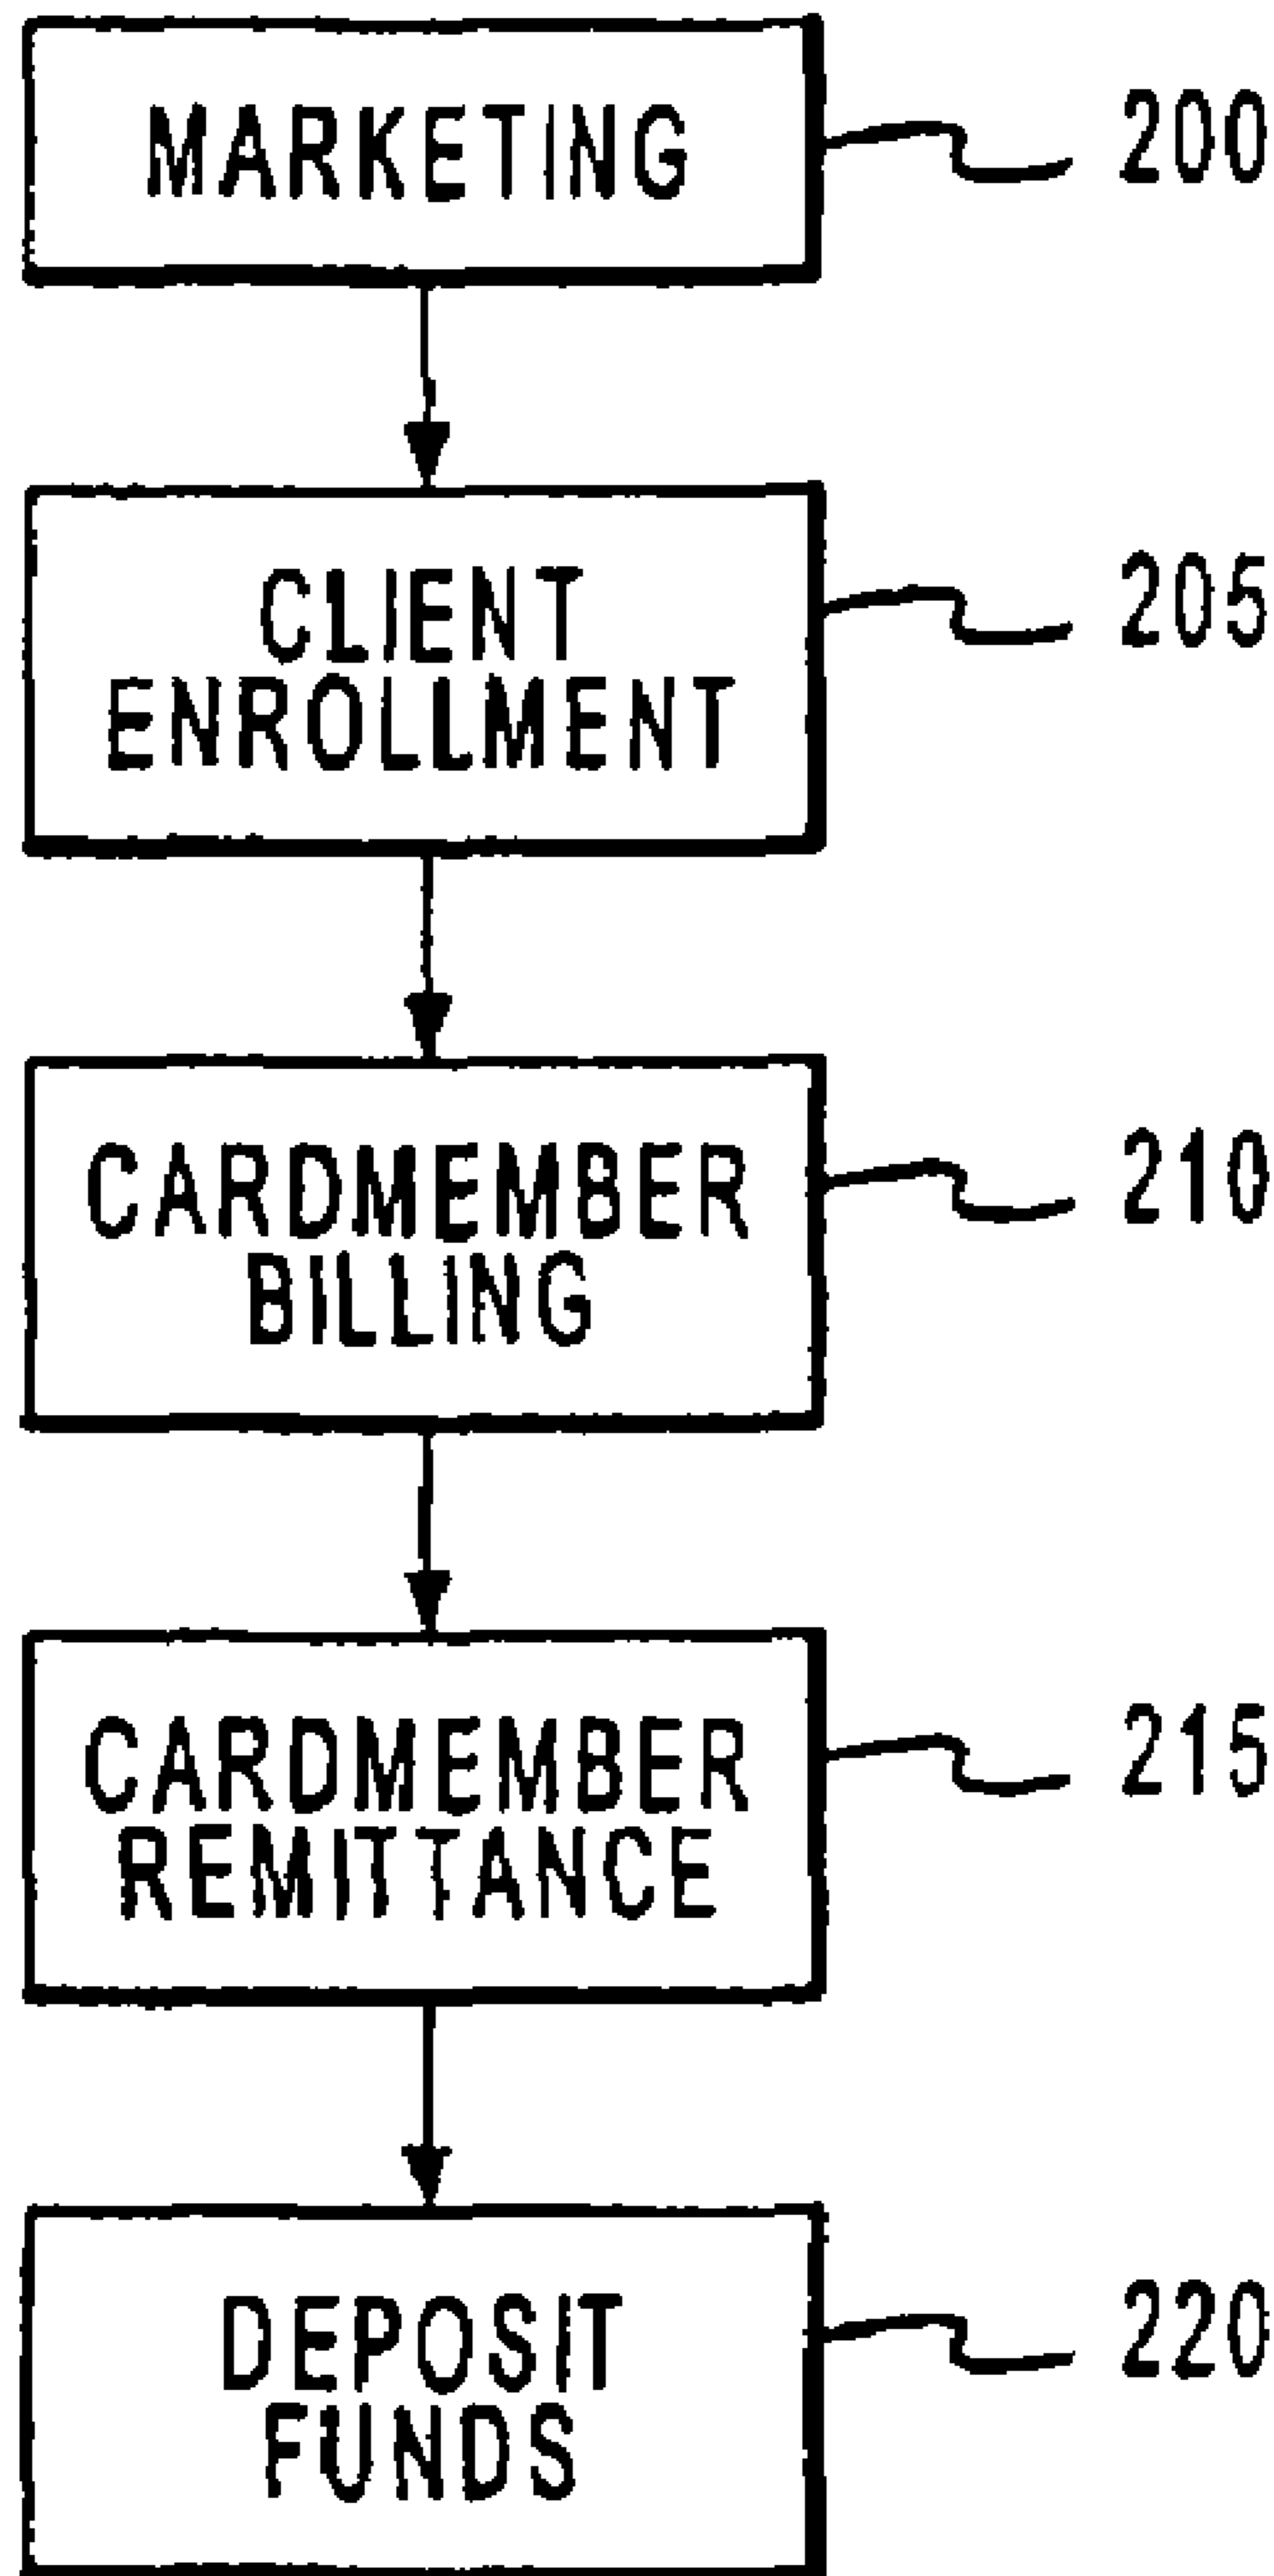 MARKETING
200
CLIENT
ENROLLMENT
205
CARDMEMBER
BILLING
210
CARDMEMBER
REMITTANCE
215
DEPOSIT
FUNDS
220